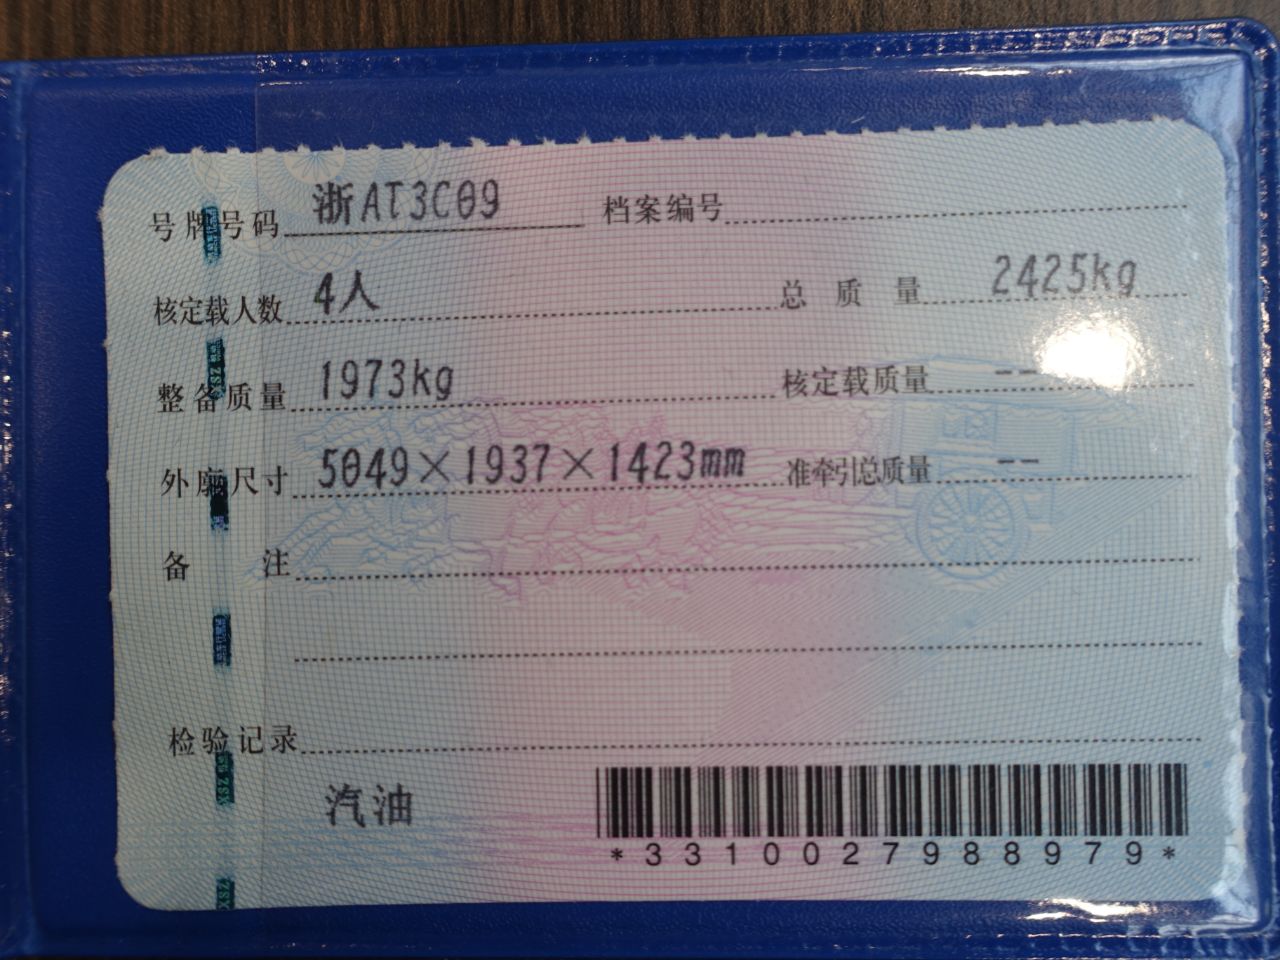 号牌号码 浙AT3C09 档案编号
核定载人数 4人 总质量 2425kg
整备质量 1973kg 核定载质量 --
外廓尺寸 5049×1937×1423mm 准牵引总质量 --
备注
检验记录
汽油
*3310027988979*